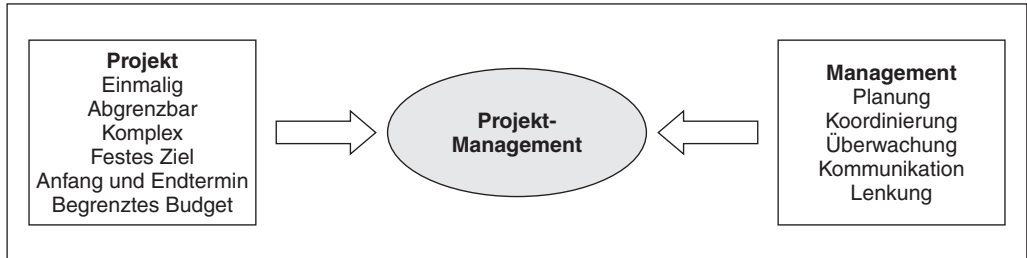 Projekt
Einmalig
Abgrenzbar
Komplex
Festes Ziel
Anfang und Endtermin
Begrenztes Budget
Projekt-
Management
Management
Planung
Koordinierung
Überwachung
Kommunikation
Lenkung